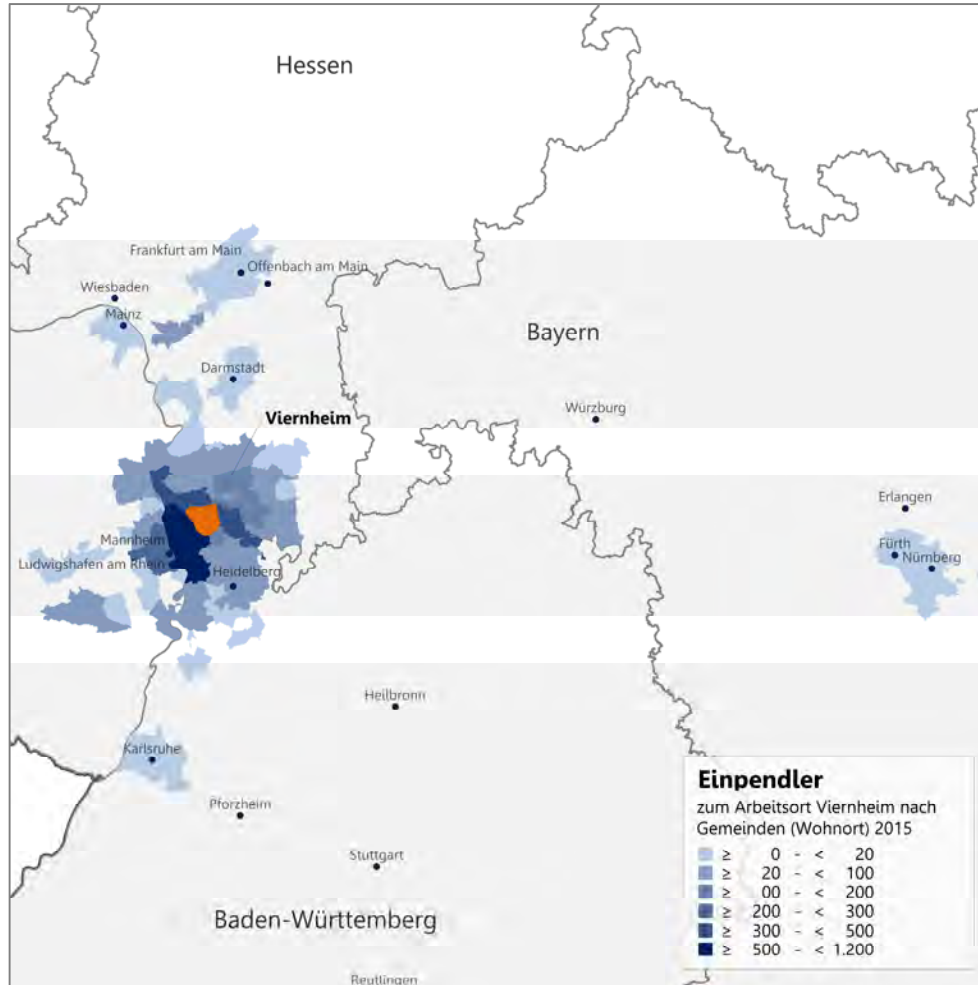 Hessen
Frankfurt am Main
Offenbach am Main
Wiesbaden
Mainz
Bayern
Darmstadt
Würzburg
Viernheim
Erlangen
Mannheim
Fürth
Ludwigshafen am Rhein
Nürnberg
Heidelberg
Heilbronn
Karlsruhe
Pforzheim
Stuttgart
Baden-Württemberg
Reutlingen
Einpendler
zum Arbeitsort Viernheim nach
Gemeinden (Wohnort) 2015
≥ 0 - < 20
≥ 20 - < 100
≥ 00 - < 200
≥ 200 - < 300
≥ 300 - < 500
≥ 500 - < 1.200